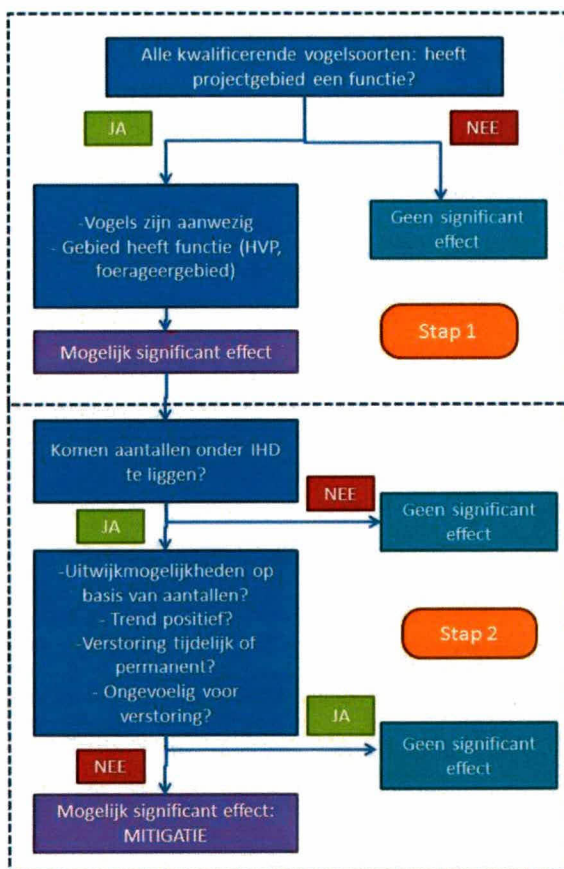 Alle kwalificerende vogelsoorten: heeft
projectgebied een functie?
JA
NEE
-Vogels zijn aanwezig
- Gebied heeft functie (HVP,
foerageergebied)
Geen significant
effect
Stap 1
Mogelijk significant effect
Komen aantallen onder IHD
te liggen?
NEE
JA
Geen significant
effect
-Uitwijkmogelijkheden op
basis van aantallen?
- Trend positief?
-Verstoring tijdelijk of
permanent?
- Ongevoelig voor
verstoring?
Stap 2
JA
NEE
Geen significant
effect
Mogelijk significant effect:
MITIGATIE